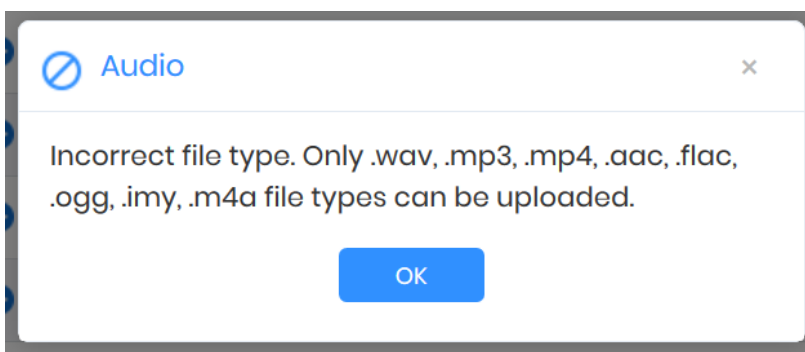 Audio
×
Incorrect file type. Only .wav, .mp3, .mp4, .aac, .flac,
.ogg, .imy, .m4a file types can be uploaded.
OK